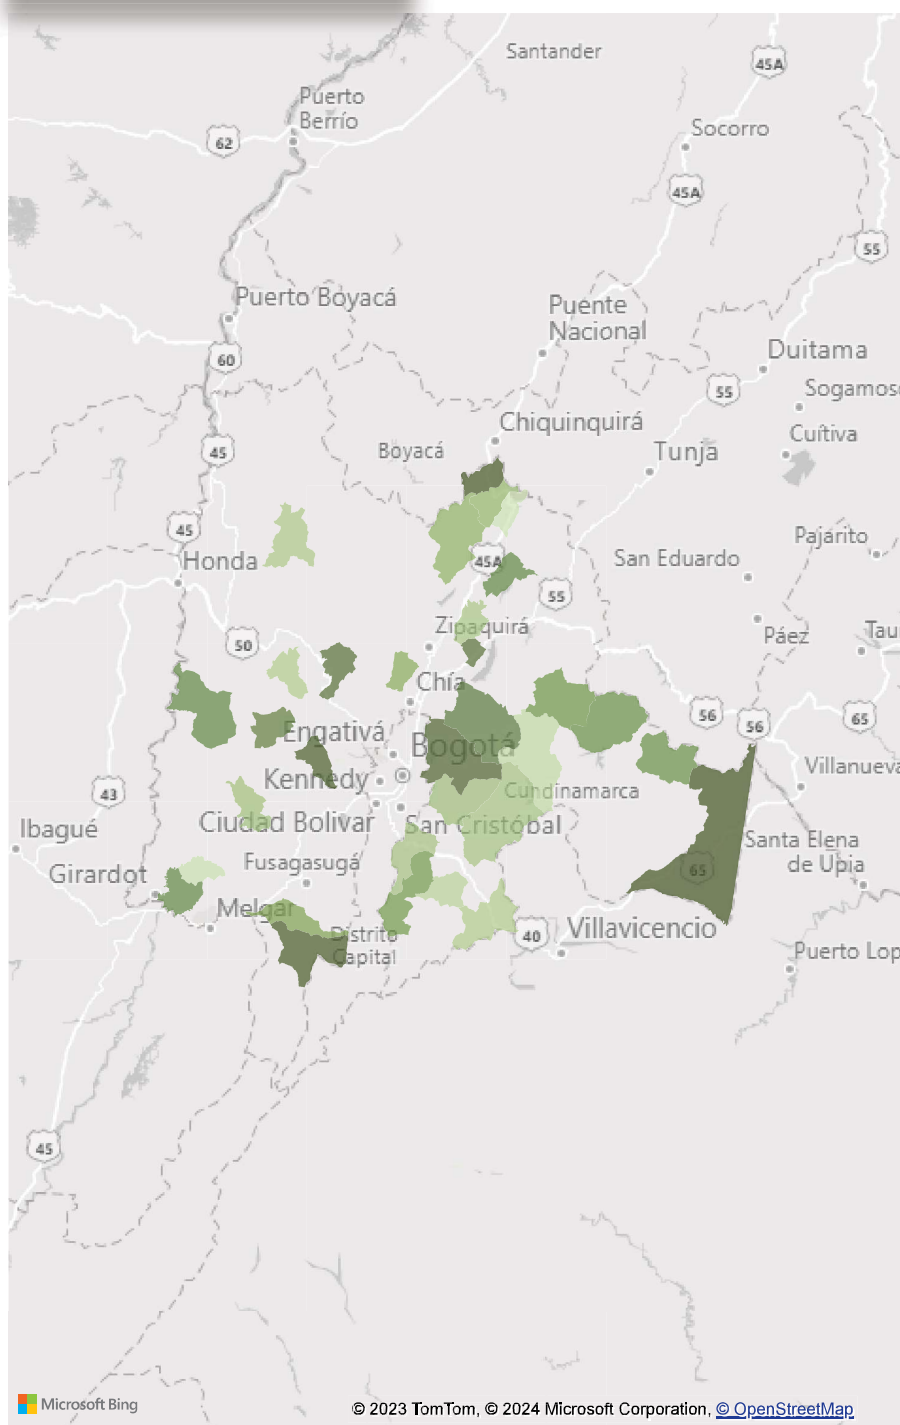 Santander
45A
Puerto
Berrío
62
Socorro
45A
55
Puerto Boyacá
Puente
Nacional
60
Duitama
55
Sogamos
Chiquinquirá
Cuítiva
45
Boyacá
Tunja
45
Pajarito
Honda
45A
San Eduardo
55
Zipaquirá
Páez
Tau
50
Chía
56
56
65
Engativá
Bogotá
Kennedy
Villanueva
43
Cundinamarca
Ibagué
Ciudad Bolivar
San Cristóbal
Santa Elena
de Upia
Girardot
Fusagasugá
65
Melgar
Distrito
Capital
40
Villavicencio
Puerto Lop
45
Microsoft Bing
© 2023 TomTom, © 2024 Microsoft Corporation, © OpenStreetMap